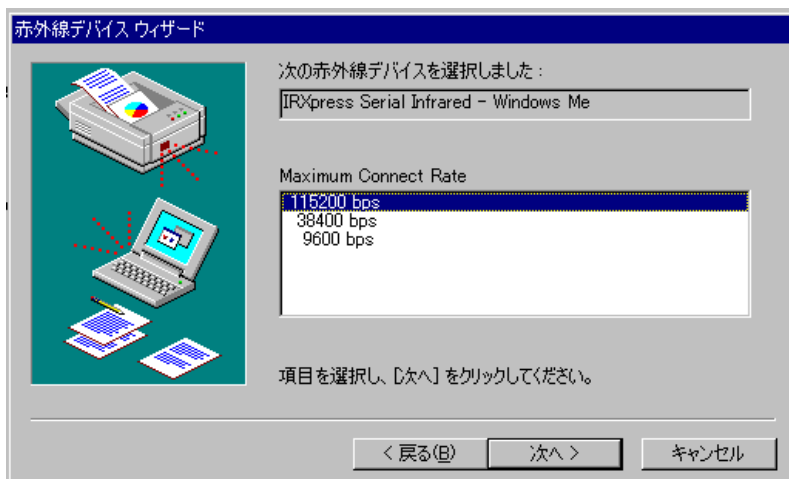 赤外線デバイス ウィザード
次の赤外線デバイスを選択しました：
IRXpress Serial Infrared - Windows Me
Maximum Connect Rate
115200 bps
38400 bps
9600 bps
項目を選択し、[次へ] をクリックしてください。
< 戻る(B)
次へ >
キャンセル